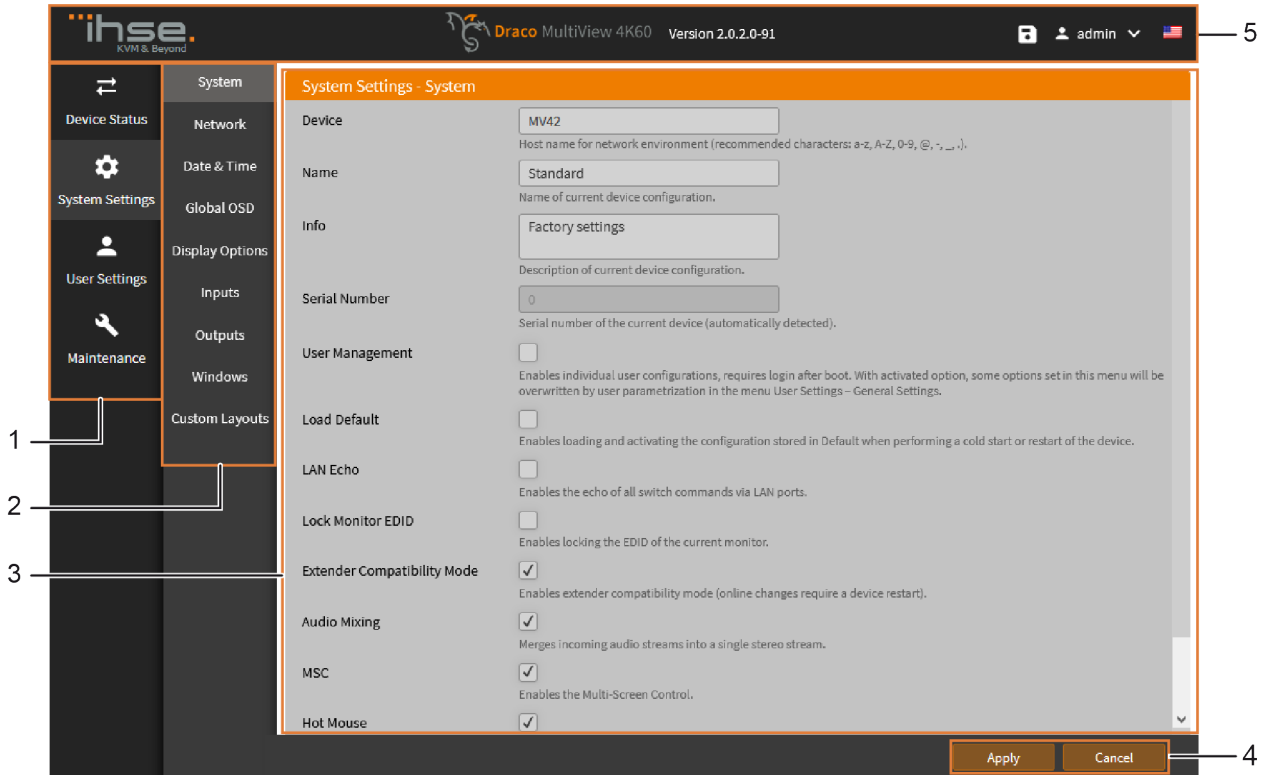 ihse.
KVM & Beyond
Draco MultiView 4K60 Version 2.0.2.0-91
admin
5
Device Status
System Settings
User Settings
Maintenance
1
System
Network
Date & Time
Global OSD
Display Options
Inputs
Outputs
Windows
Custom Layouts
2
3
System Settings - System
Device MV42
Host name for network environment (recommended characters: a-z, A-Z, 0-9, @, -, _, .).
Name Standard
Name of current device configuration.
Info Factory settings
Description of current device configuration.
Serial Number 0
Serial number of the current device (automatically detected).
User Management
Enables individual user configurations, requires login after boot. With activated option, some options set in this menu will be
overwritten by user parametrization in the menu User Settings – General Settings.
Load Default
Enables loading and activating the configuration stored in Default when performing a cold start or restart of the device.
LAN Echo
Enables the echo of all switch commands via LAN ports.
Lock Monitor EDID
Enables locking the EDID of the current monitor.
Extender Compatibility Mode
Enables extender compatibility mode (online changes require a device restart).
Audio Mixing
Merges incoming audio streams into a single stereo stream.
MSC
Enables the Multi-Screen Control.
Hot Mouse
Apply Cancel
4